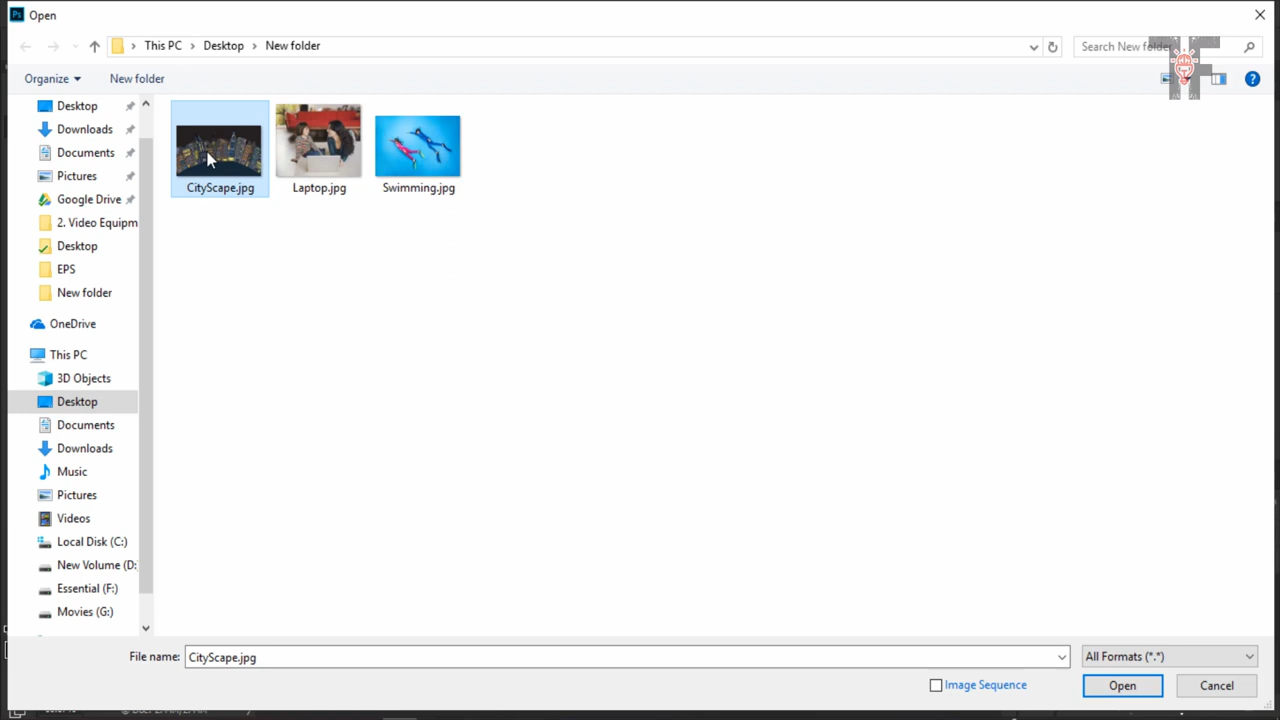 Ps Open
This PC > Desktop > New folder
Search New folder
Organize
New folder
Desktop
Downloads
Documents
Pictures
Google Drive
2. Video Equipm
Desktop
EPS
New folder
OneDrive
This PC
3D Objects
Desktop
Documents
Downloads
Music
Pictures
Videos
Local Disk (C:)
New Volume (D:
Essential (F:)
Movies (G:)
CityScape.jpg
Laptop.jpg
Swimming.jpg
File name: CityScape.jpg
All Formats (*.*)
Image Sequence
Open
Cancel